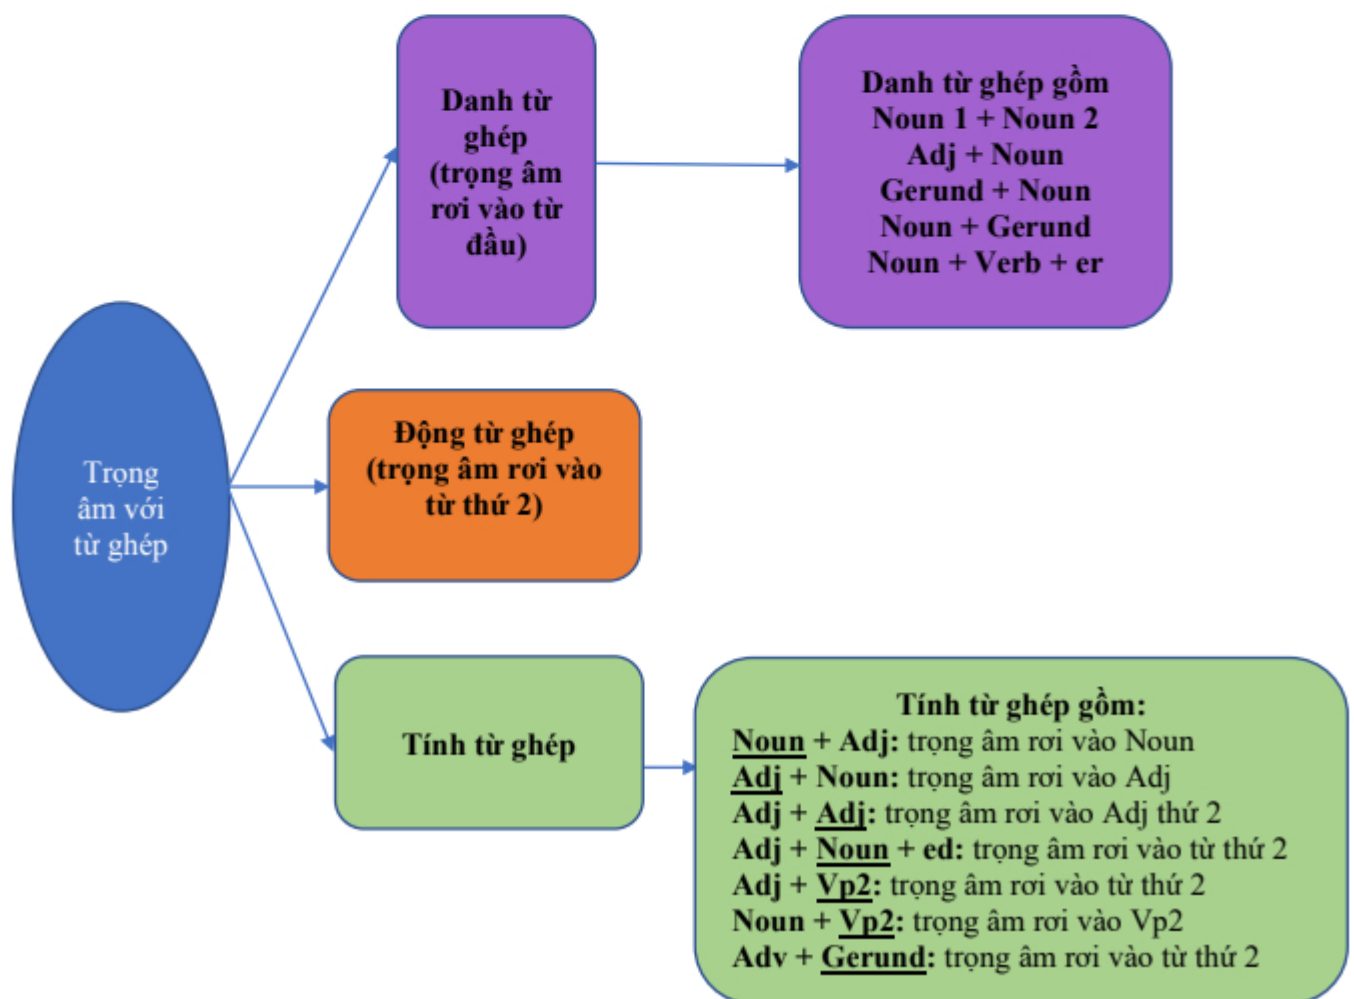 Trọng
âm với
từ ghép
Danh từ
ghép
(trọng âm
rơi vào từ
đầu)
Danh từ ghép gồm
Noun 1 + Noun 2
Adj + Noun
Gerund + Noun
Noun + Gerund
Noun + Verb + er
Động từ ghép
(trọng âm rơi vào
từ thứ 2)
Tính từ ghép
Tính từ ghép gồm:
Noun + Adj: trọng âm rơi vào Noun
Adj + Noun: trọng âm rơi vào Adj
Adj + Adj: trọng âm rơi vào Adj thứ 2
Adj + Noun + ed: trọng âm rơi vào từ thứ 2
Adj + Vp2: trọng âm rơi vào từ thứ 2
Noun + Vp2: trọng âm rơi vào Vp2
Adv + Gerund: trọng âm rơi vào từ thứ 2